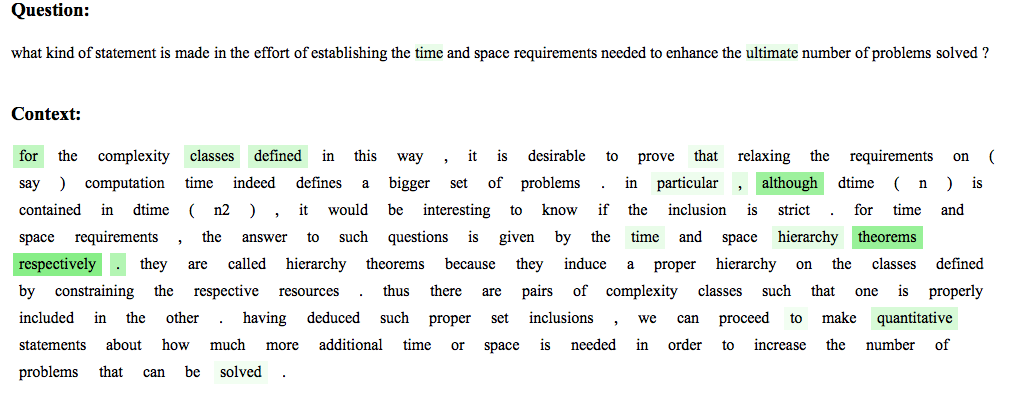 Question:
what kind of statement is made in the effort of establishing the time and space requirements needed to enhance the ultimate number of problems solved ?
Context:
for the complexity classes defined in this way , it is desirable to prove that relaxing the requirements on (
say ) computation time indeed defines a bigger set of problems . in particular , although dtime ( n ) is
contained in dtime ( n2 ) , it would be interesting to know if the inclusion is strict . for time and
space requirements , the answer to such questions is given by the time and space hierarchy theorems
respectively . they are called hierarchy theorems because they induce a proper hierarchy on the classes defined
by constraining the respective resources . thus there are pairs of complexity classes such that one is properly
included in the other . having deduced such proper set inclusions , we can proceed to make quantitative
statements about how much more additional time or space is needed in order to increase the number of
problems that can be solved .